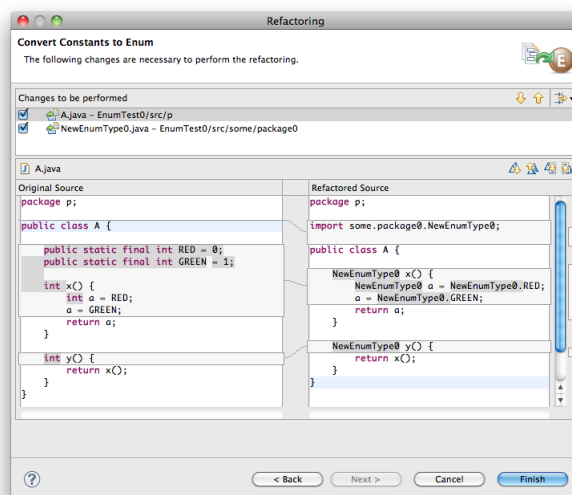 Refactoring
Convert Constants to Enum
The following changes are necessary to perform the refactoring.
E
Changes to be performed
A.java – EnumTest0/src/p
NewEnumType0.java – EnumTest0/src/some/package0
J A.java
Original Source
package p;
public class A {
public static final int RED = 0;
public static final int GREEN = 1;
int x() {
int a = RED;
a = GREEN;
return a;
}
int y() {
return x();
}
}
Refactored Source
package p;
import some.package0.NewEnumType0;
public class A {
NewEnumType0 x() {
NewEnumType0 a = NewEnumType0.RED;
a = NewEnumType0.GREEN;
return a;
}
NewEnumType0 y() {
return x();
}
}
?
< Back
Next >
Cancel
Finish